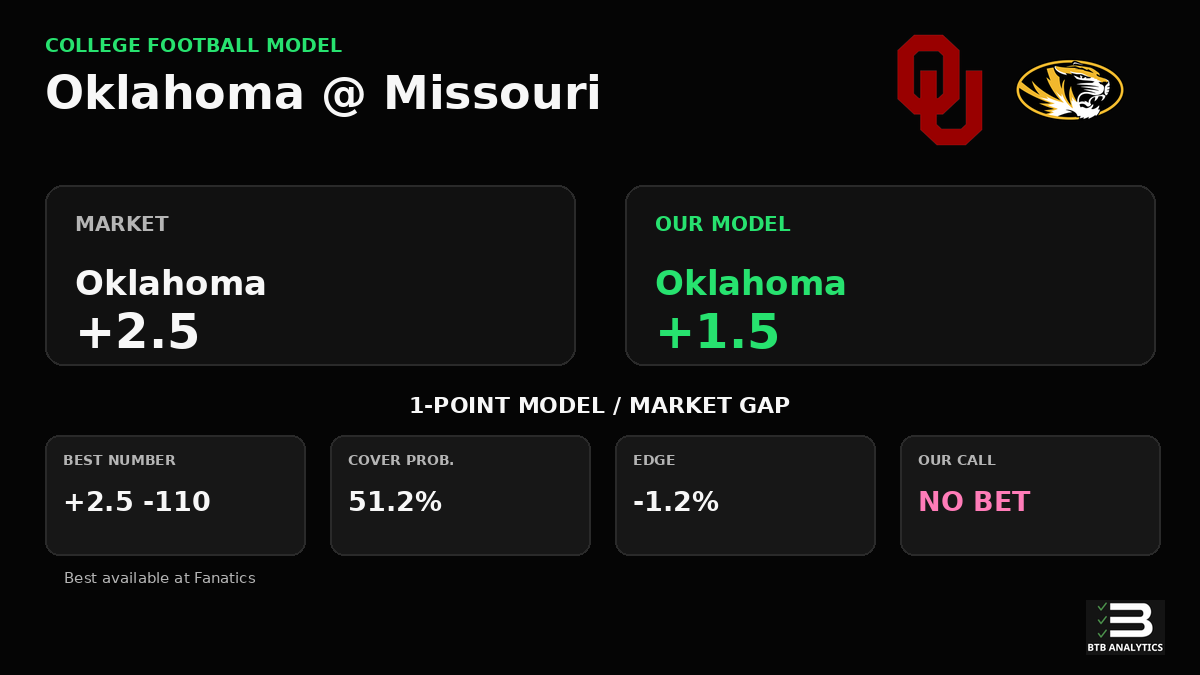 COLLEGE FOOTBALL MODEL
Oklahoma @ Missouri
MARKET
Oklahoma
+2.5
OUR MODEL
Oklahoma
+1.5
1-POINT MODEL / MARKET GAP
BEST NUMBER
+2.5 -110
COVER PROB.
51.2%
EDGE
-1.2%
OUR CALL
NO BET
Best available at Fanatics
BTB ANALYTICS